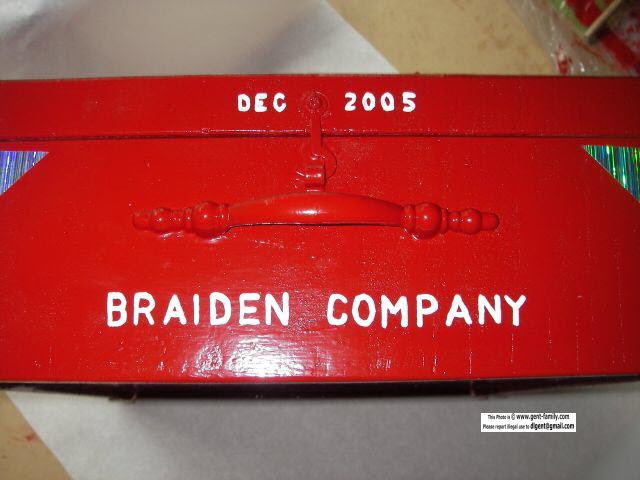 DEC 2005
BRAIDEN COMPANY
This Photo is © www.gent-family.com
Please report illegal use to dlgent@gmail.com